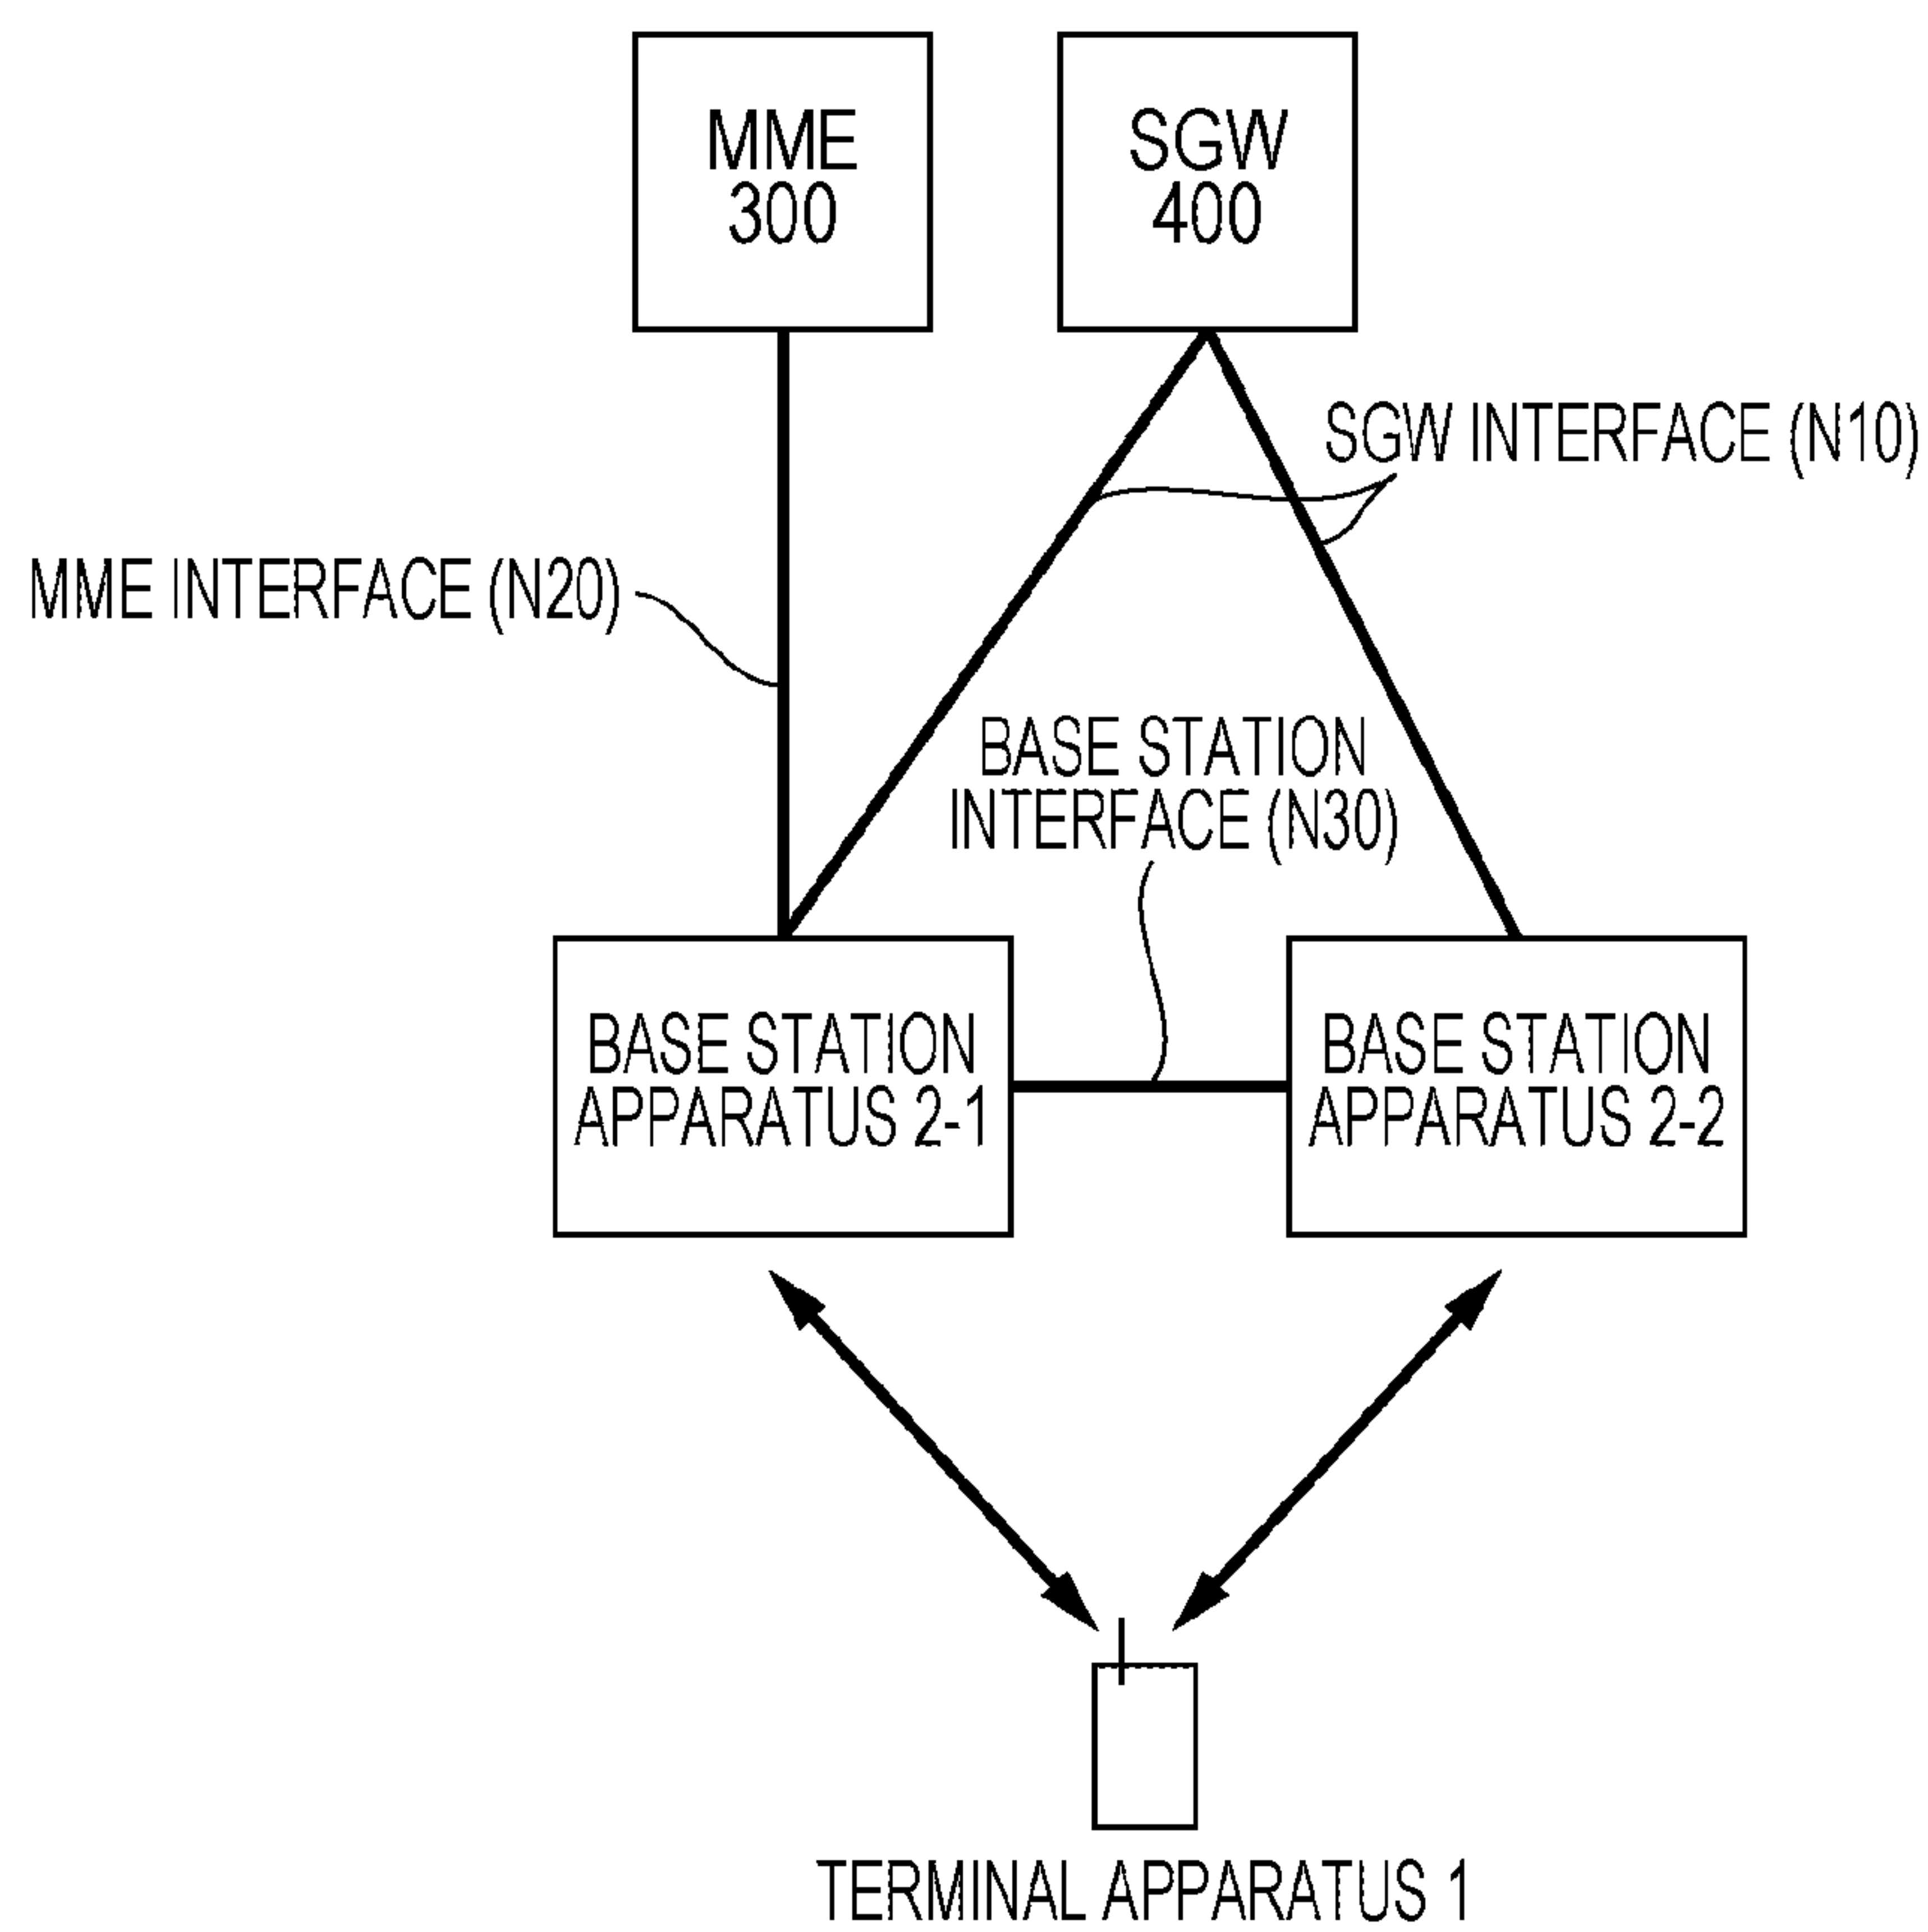 MME
300
SGW
400
SGW INTERFACE (N10)
MME INTERFACE (N20)
BASE STATION
INTERFACE (N30)
BASE STATION
APPARATUS 2-1
BASE STATION
APPARATUS 2-2
TERMINAL APPARATUS 1